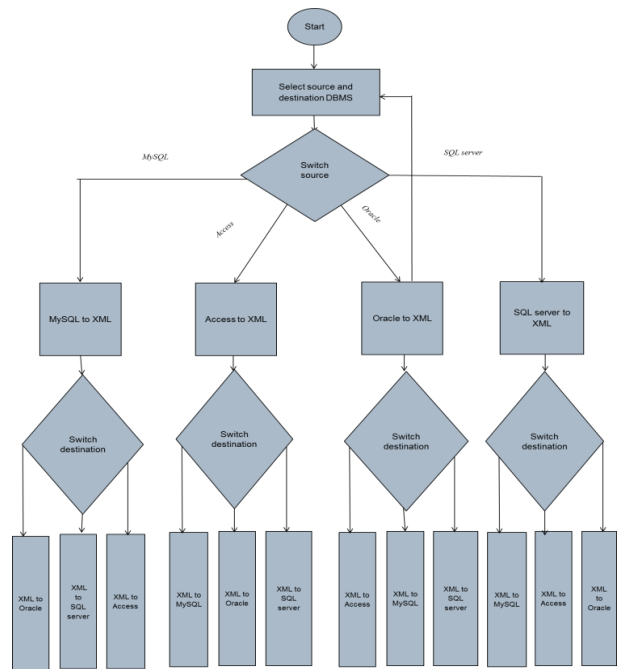 Start
Select source and
destination DBMS
MySQL
SQL server
Switch
source
Access
Oracle
MySQL to XML
Access to XML
Oracle to XML
SQL server to
XML
Switch
destination
Switch
destination
Switch
destination
Switch
destination
XML to
Oracle
XML
to
SQL
server
XML to
Access
XML to
MySQL
XML to
Oracle
XML to
SQL
server
XML to
Access
XML to
MySQL
XML to
SQL
server
XML to
MySQL
XML to
Access
XML to
Oracle